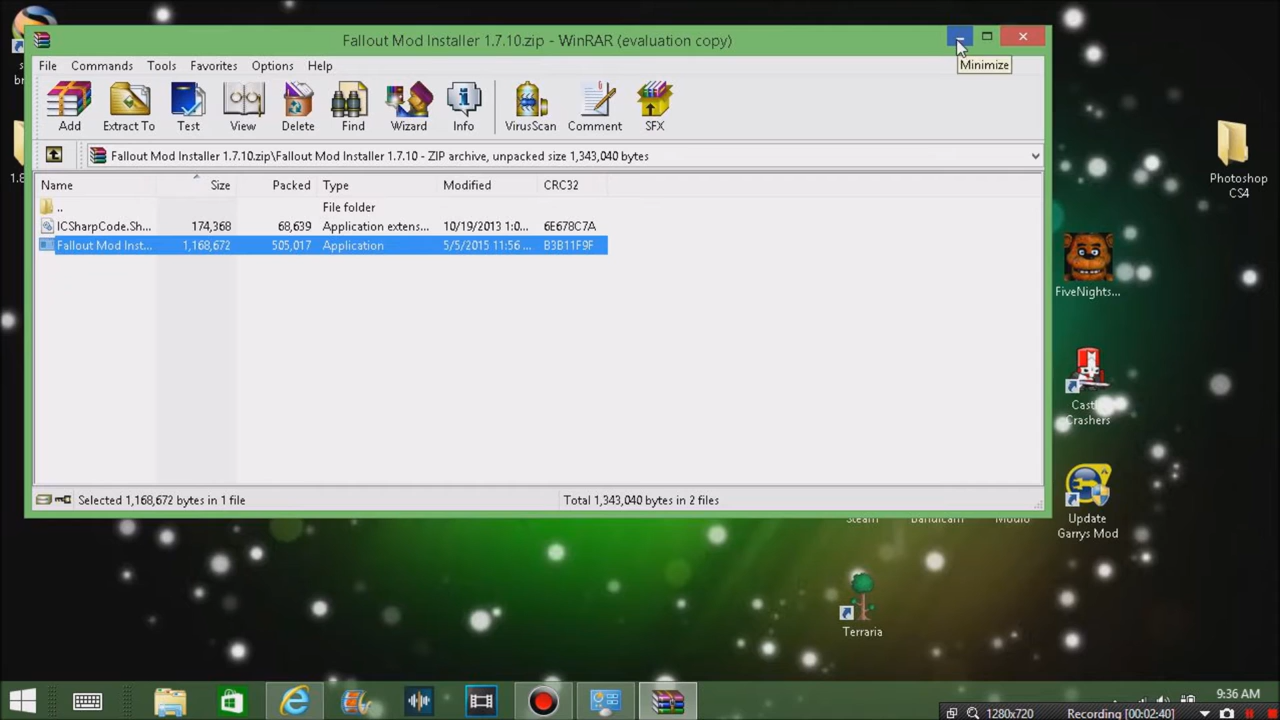 Fallout Mod Installer 1.7.10.zip - WinRAR (evaluation copy)
Minimize
File Commands Tools Favorites Options Help
Add Extract To Test View Delete Find Wizard Info VirusScan Comment SFX
Fallout Mod Installer 1.7.10.zip\Fallout Mod Installer 1.7.10 - ZIP archive, unpacked size 1,343,040 bytes
Name Size Packed Type Modified CRC32
.. File folder
ICSharpCode.Sh... 174,368 68,639 Application extens... 10/19/2013 1:0... 6E678C7A
Fallout Mod Inst... 1,168,672 505,017 Application 5/5/2015 11:56 ... B3B11F9F
Selected 1,168,672 bytes in 1 file
Total 1,343,040 bytes in 2 files
Photoshop
CS4
FiveNights...
Crashers
Update
Garrys Mod
Steam
Terraria
9:36 AM
1280x720
Recording [00:02:40]